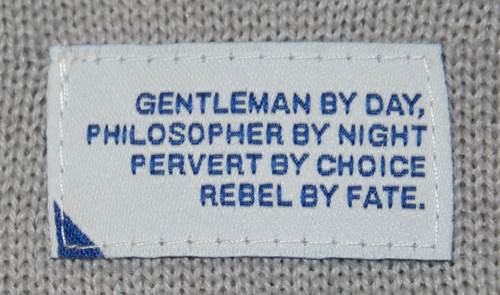 GENTLEMAN BY DAY,
PHILOSOPHER BY NIGHT
PERVERT BY CHOICE
REBEL BY FATE.